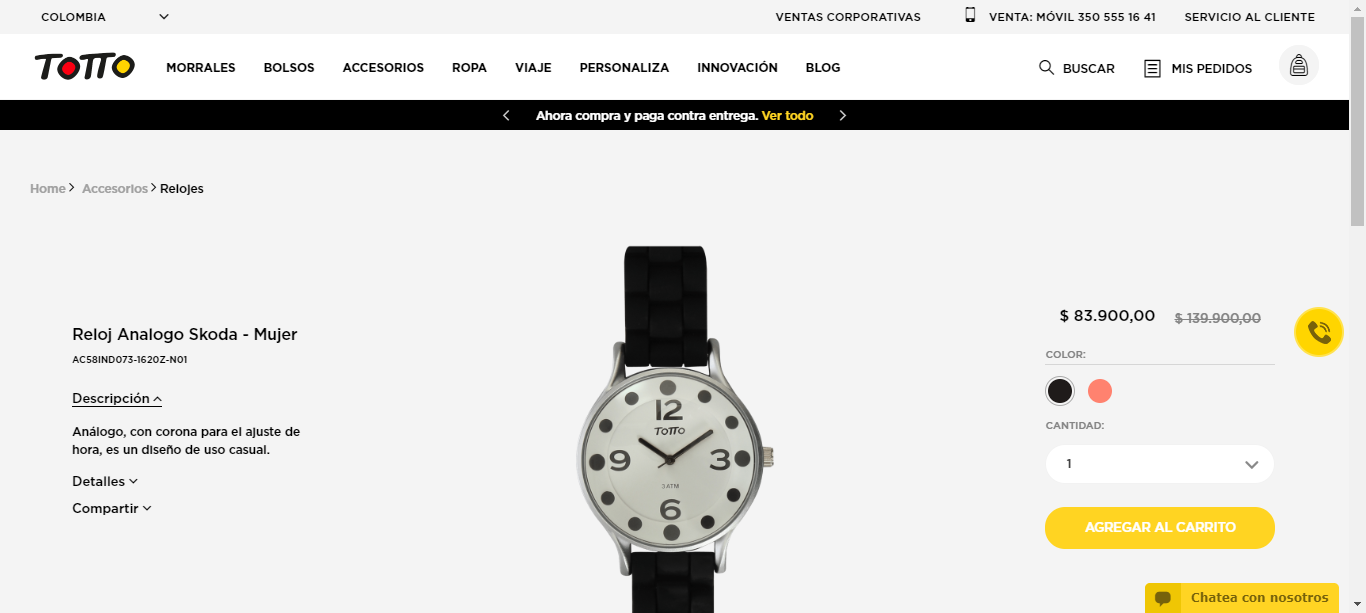 COLOMBIA
VENTAS CORPORATIVAS
VENTA: MÓVIL 350 555 16 41
SERVICIO AL CLIENTE
TOTTO
MORRALES
BOLSOS
ACCESORIOS
ROPA
VIAJE
PERSONALIZA
INNOVACIÓN
BLOG
BUSCAR
MIS PEDIDOS
Ahora compra y paga contra entrega. Ver todo
Home
Accesorios
Relojes
Reloj Analogo Skoda - Mujer
AC58IND073-1620Z-N01
Descripción
Análogo, con corona para el ajuste de
hora, es un diseño de uso casual.
Detalles
Compartir
12
TOTTO
9
3
3 ATM
6
$ 83.900,00
$ 139.900,00
COLOR:
CANTIDAD:
1
AGREGAR AL CARRITO
Chatea con nosotros